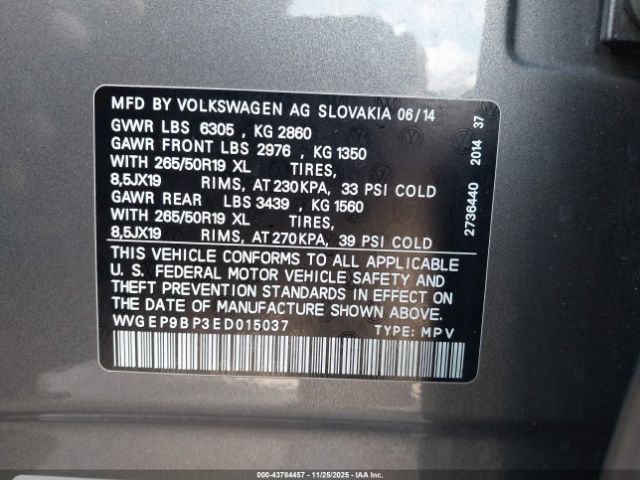 MFD BY VOLKSWAGEN AG SLOVAKIA 06/14
GVWR LBS 6305 , KG 2860
GAWR FRONT LBS 2976 , KG 1350
WITH 265/50R19 XL TIRES,
8,5JX19 RIMS, AT 230KPA, 33 PSI COLD
GAWR REAR LBS 3439 , KG 1560
WITH 265/50R19 XL TIRES,
8,5JX19 RIMS, AT 270KPA, 39 PSI COLD
THIS VEHICLE CONFORMS TO ALL APPLICABLE
U. S. FEDERAL MOTOR VEHICLE SAFETY AND
THEFT PREVENTION STANDARDS IN EFFECT ON
THE DATE OF MANUFACTURE SHOWN ABOVE.
WVGEP9BP3ED015037 TYPE: MPV
2736440 2014 37
000-43784457 - 11/25/2025 - IAA Inc.